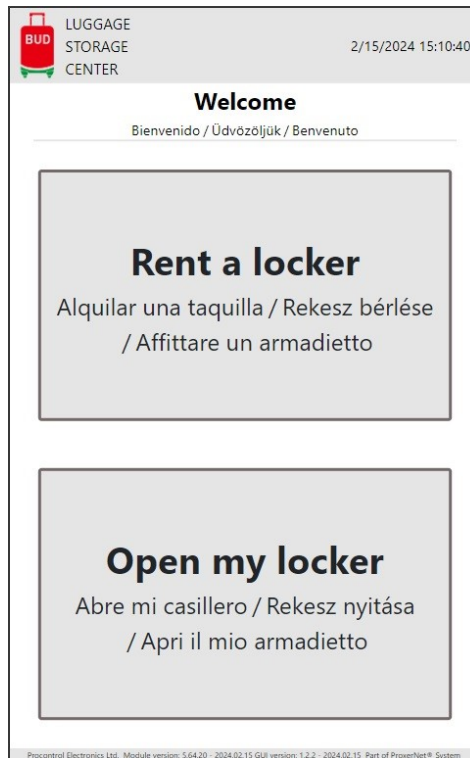 BUD
LUGGAGE
STORAGE
CENTER
2/15/2024 15:10:40
Welcome
Bienvenido / Üdvözöljük / Benvenuto
Rent a locker
Alquilar una taquilla / Rekesz bérlése
/ Affittare un armadietto
Open my locker
Abre mi casillero / Rekesz nyitása
/ Apri il mio armadietto
Procontrol Electronics Ltd. Module version: 5.64.20 - 2024.02.15 GUI version: 1.2.2 - 2024.02.15 Part of ProxerNet® System